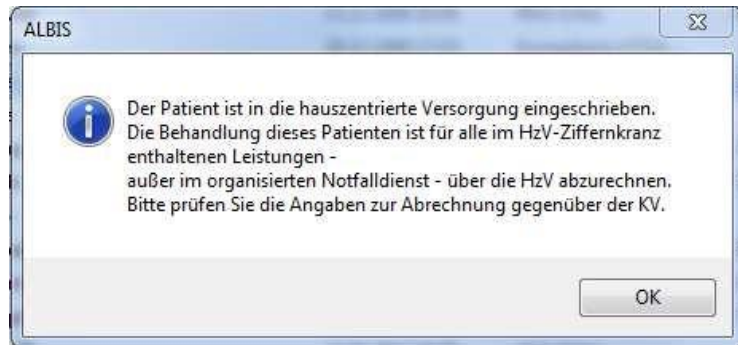 ALBIS
Der Patient ist in die hauszentrierte Versorgung eingeschrieben.
Die Behandlung dieses Patienten ist für alle im HzV-Ziffernkranz
enthaltenen Leistungen -
außer im organisierten Notfalldienst - über die HzV abzurechnen.
Bitte prüfen Sie die Angaben zur Abrechnung gegenüber der KV.
OK